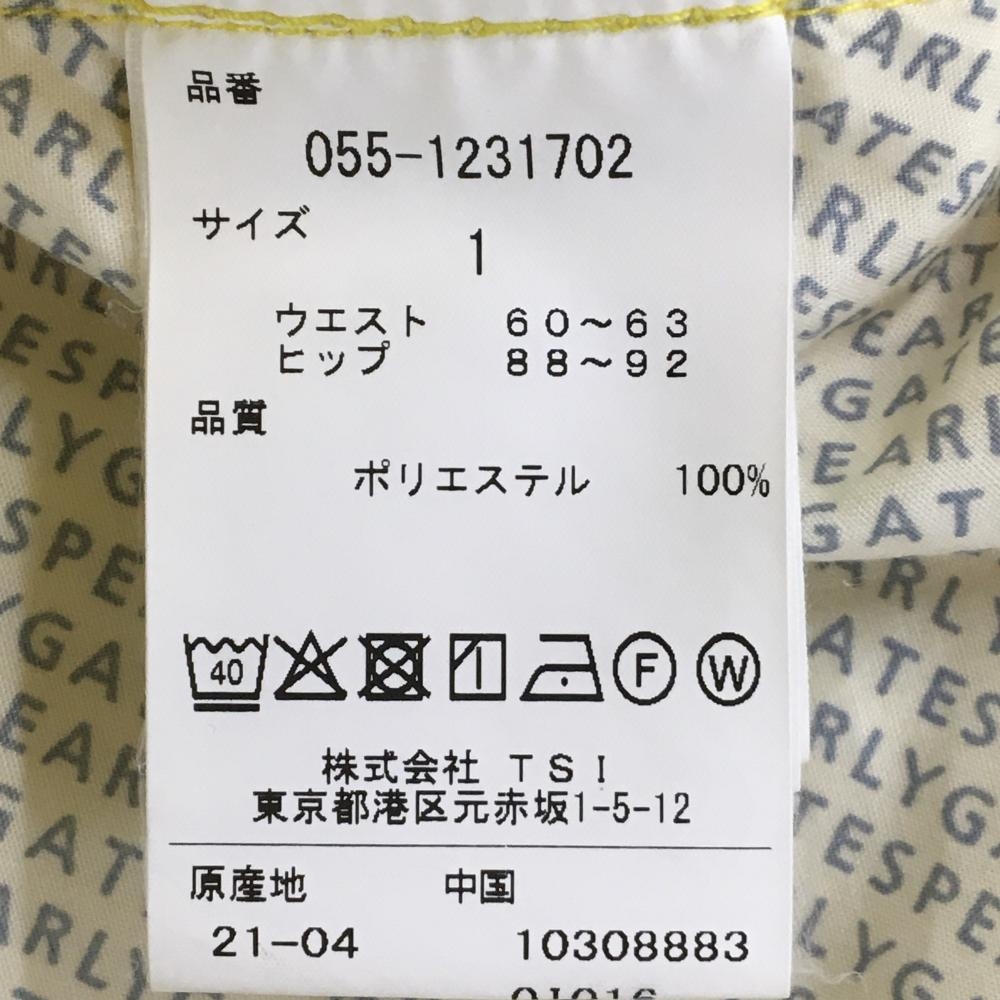 品番
055-1231702
サイズ
1
ウエスト 60~63
ヒップ 88~92
品質
ポリエステル 100%
40
F W
株式会社 TSI
東京都港区元赤坂1-5-12
原産地 中国
21-04 10308883